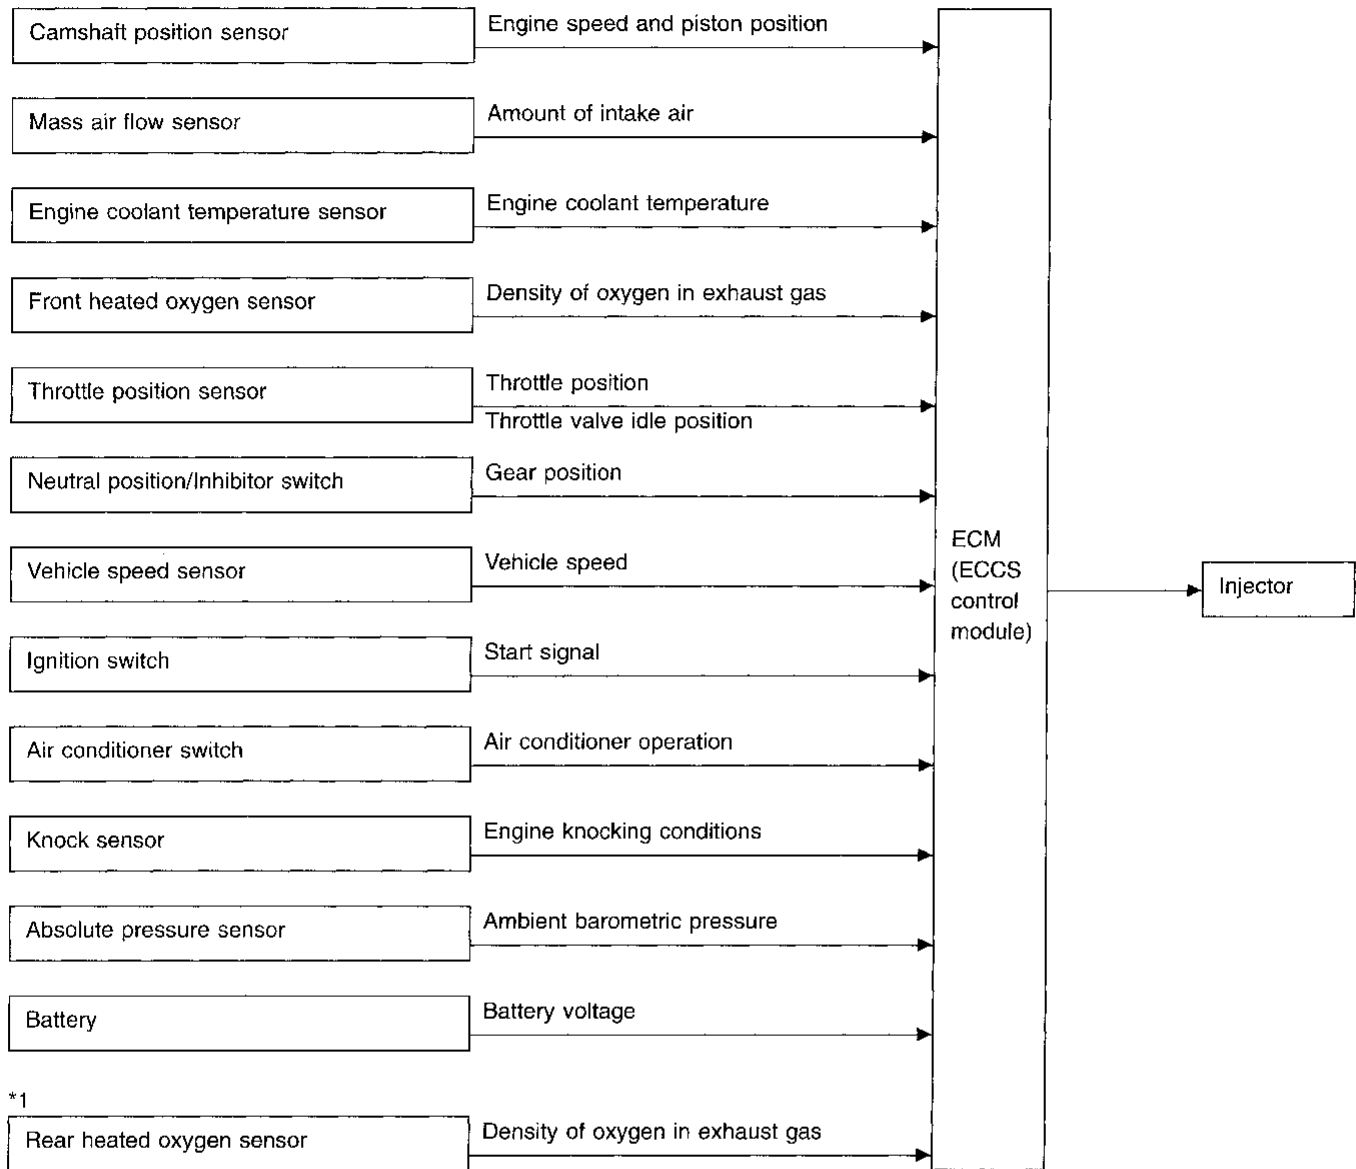 Camshaft position sensor
Engine speed and piston position
Mass air flow sensor
Amount of intake air
Engine coolant temperature sensor
Engine coolant temperature
Front heated oxygen sensor
Density of oxygen in exhaust gas
Throttle position sensor
Throttle position
Throttle valve idle position
Neutral position/Inhibitor switch
Gear position
Vehicle speed sensor
Vehicle speed
Ignition switch
Start signal
Air conditioner switch
Air conditioner operation
Knock sensor
Engine knocking conditions
Absolute pressure sensor
Ambient barometric pressure
Battery
Battery voltage
*1
Rear heated oxygen sensor
Density of oxygen in exhaust gas
ECM
(ECCS
control
module)
Injector